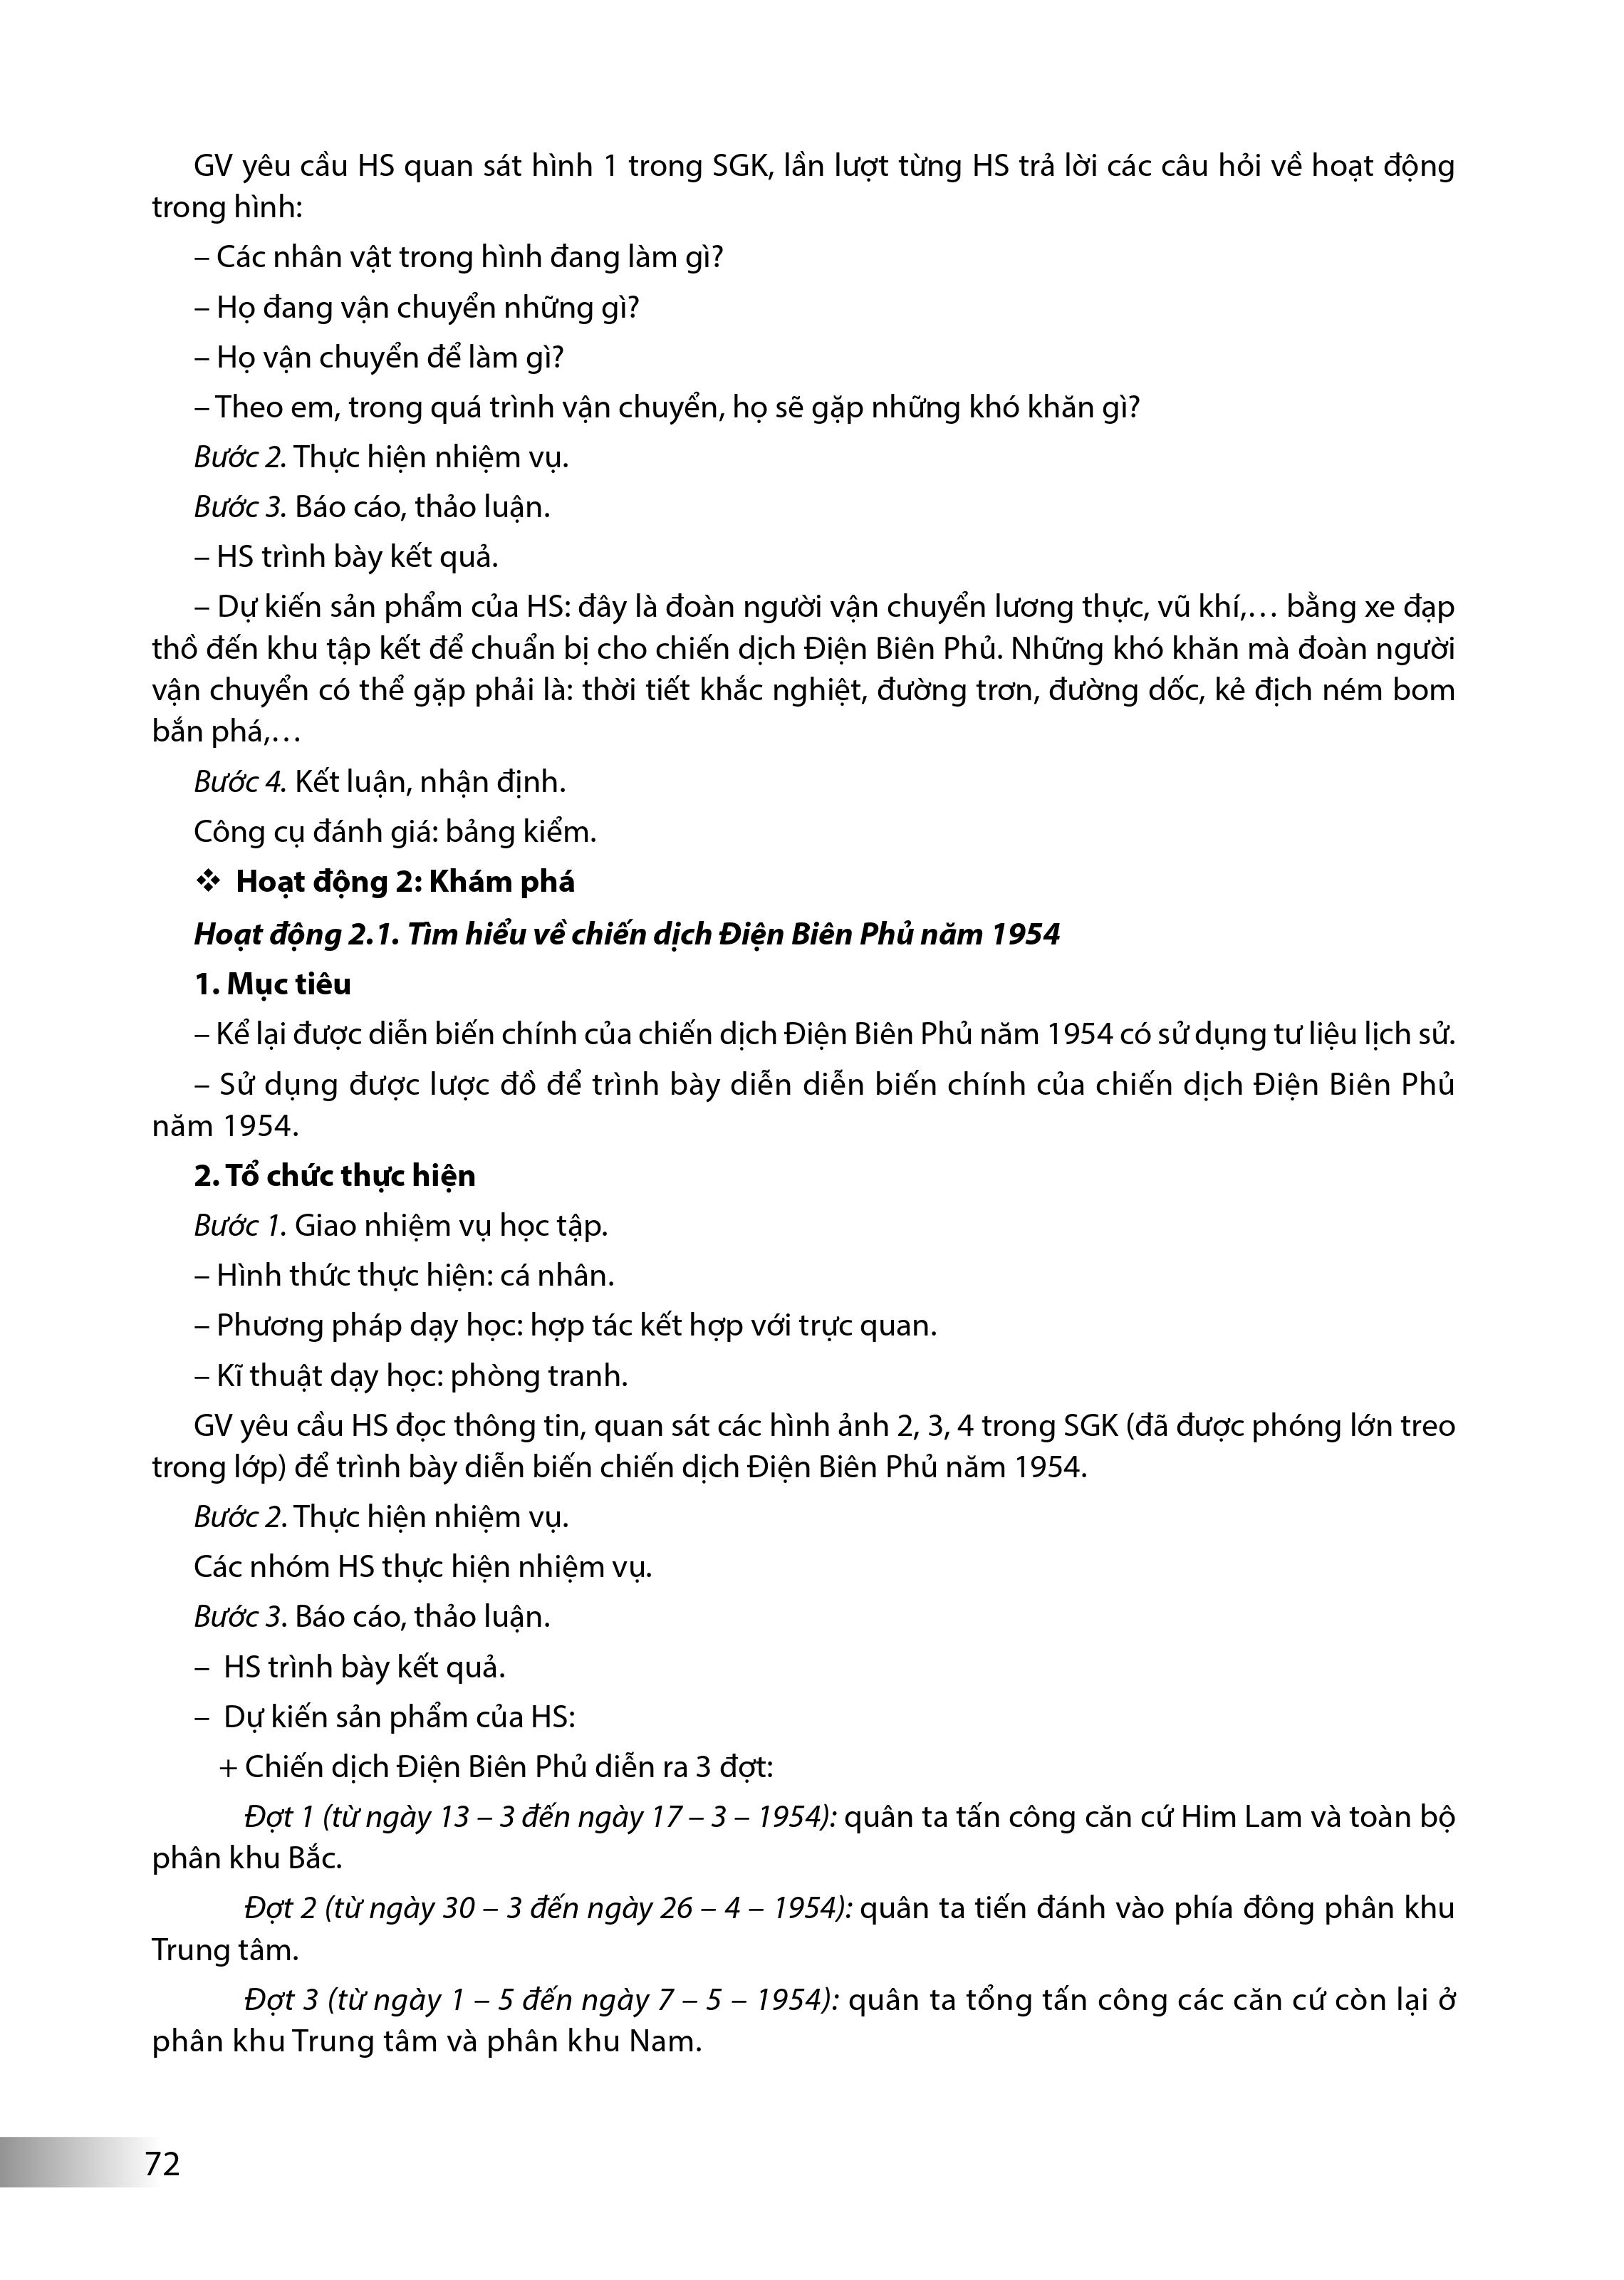 GV yêu cầu HS quan sát hình 1 trong SGK, lần lượt từng HS trả lời các câu hỏi về hoạt động
trong hình:
– Các nhân vật trong hình đang làm gì?
– Họ đang vận chuyển những gì?
– Họ vận chuyển để làm gì?
– Theo em, trong quá trình vận chuyển, họ sẽ gặp những khó khăn gì?
Bước 2. Thực hiện nhiệm vụ.
Bước 3. Báo cáo, thảo luận.
– HS trình bày kết quả.
– Dự kiến sản phẩm của HS: đây là đoàn người vận chuyển lương thực, vũ khí,… bằng xe đạp
thồ đến khu tập kết để chuẩn bị cho chiến dịch Điện Biên Phủ. Những khó khăn mà đoàn người
vận chuyển có thể gặp phải là: thời tiết khắc nghiệt, đường trơn, đường dốc, kẻ địch ném bom
bắn phá,…
Bước 4. Kết luận, nhận định.
Công cụ đánh giá: bảng kiểm.
❖ Hoạt động 2: Khám phá
Hoạt động 2.1. Tìm hiểu về chiến dịch Điện Biên Phủ năm 1954
1. Mục tiêu
– Kể lại được diễn biến chính của chiến dịch Điện Biên Phủ năm 1954 có sử dụng tư liệu lịch sử.
– Sử dụng được lược đồ để trình bày diễn diễn biến chính của chiến dịch Điện Biên Phủ
năm 1954.
2. Tổ chức thực hiện
Bước 1. Giao nhiệm vụ học tập.
– Hình thức thực hiện: cá nhân.
– Phương pháp dạy học: hợp tác kết hợp với trực quan.
– Kĩ thuật dạy học: phòng tranh.
GV yêu cầu HS đọc thông tin, quan sát các hình ảnh 2, 3, 4 trong SGK (đã được phóng lớn treo
trong lớp) để trình bày diễn biến chiến dịch Điện Biên Phủ năm 1954.
Bước 2. Thực hiện nhiệm vụ.
Các nhóm HS thực hiện nhiệm vụ.
Bước 3. Báo cáo, thảo luận.
– HS trình bày kết quả.
– Dự kiến sản phẩm của HS:
+ Chiến dịch Điện Biên Phủ diễn ra 3 đợt:
Đợt 1 (từ ngày 13 – 3 đến ngày 17 – 3 – 1954): quân ta tấn công căn cứ Him Lam và toàn bộ
phân khu Bắc.
Đợt 2 (từ ngày 30 – 3 đến ngày 26 – 4 – 1954): quân ta tiến đánh vào phía đông phân khu
Trung tâm.
Đợt 3 (từ ngày 1 – 5 đến ngày 7 – 5 – 1954): quân ta tổng tấn công các căn cứ còn lại ở
phân khu Trung tâm và phân khu Nam.
72